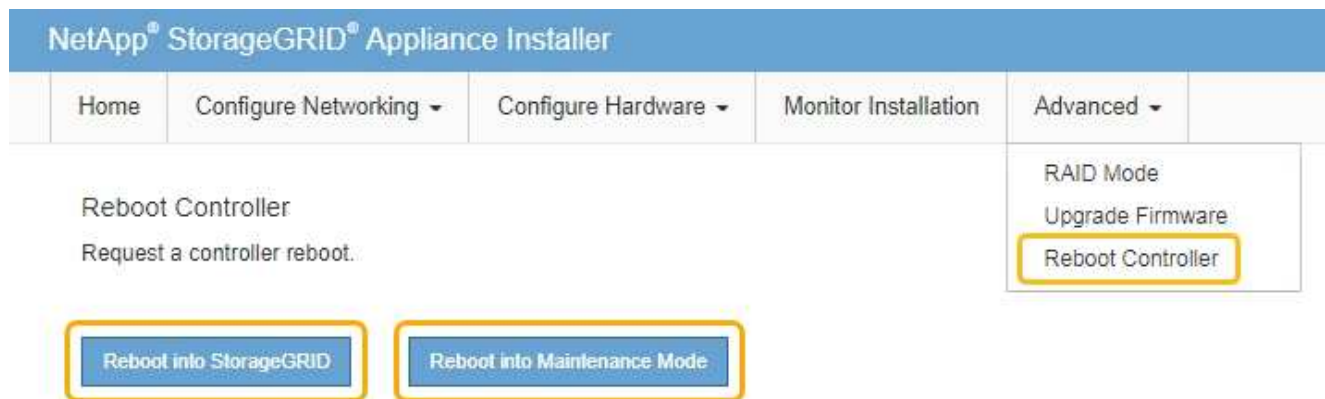 NetApp® StorageGRID® Appliance Installer
Home Configure Networking Configure Hardware Monitor Installation Advanced
RAID Mode
Upgrade Firmware
Reboot Controller
Reboot Controller
Request a controller reboot.
Reboot into StorageGRID Reboot into Maintenance Mode